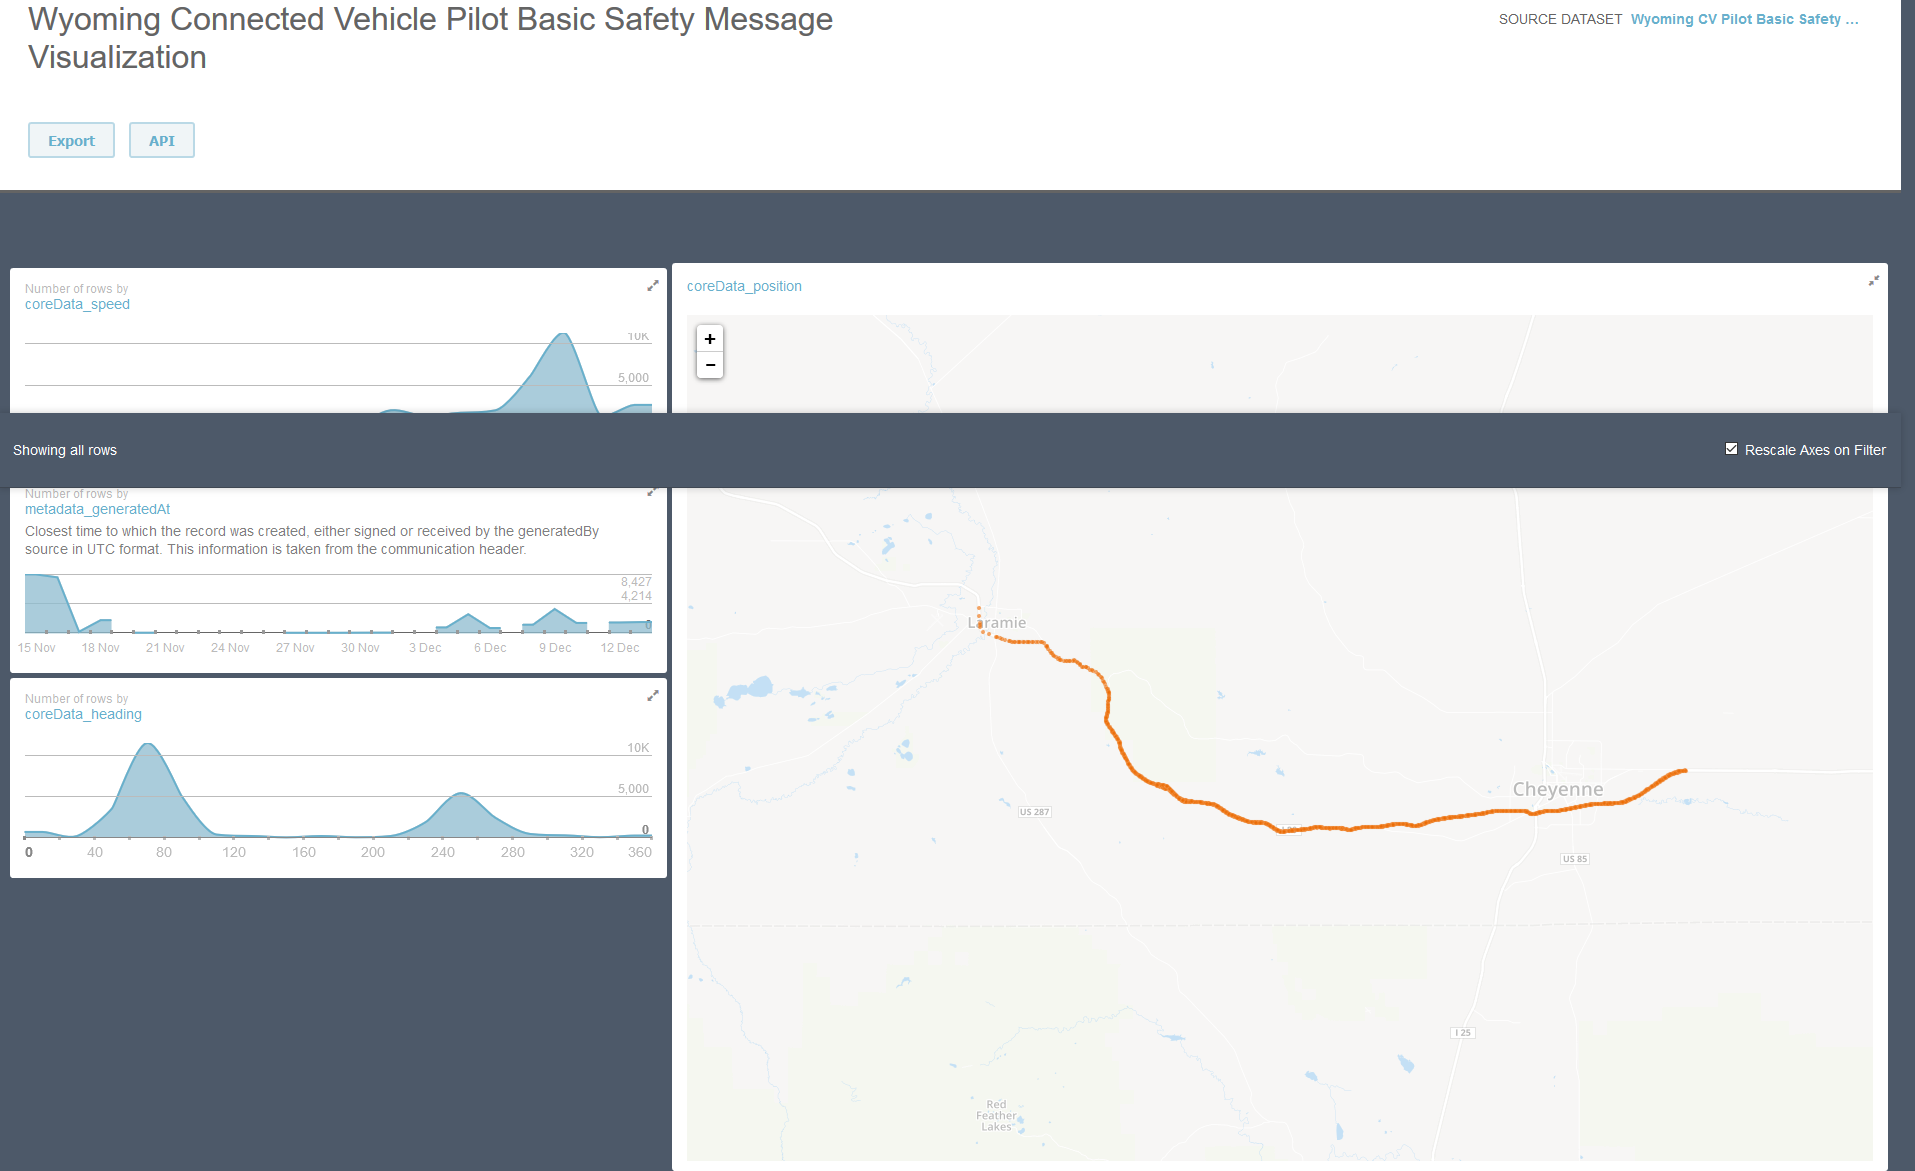 Wyoming Connected Vehicle Pilot Basic Safety Message
Visualization
SOURCE DATASET Wyoming CV Pilot Basic Safety ...
Export
API
Number of rows by
coreData_speed
10K
5,000
coreData_position
+
−
Showing all rows
Rescale Axes on Filter
Number of rows by
metadata_generatedAt
Closest time to which the record was created, either signed or received by the generatedBy
source in UTC format. This information is taken from the communication header.
8,427
4,214
0
15 Nov 18 Nov 21 Nov 24 Nov 27 Nov 30 Nov 3 Dec 6 Dec 9 Dec 12 Dec
Number of rows by
coreData_heading
10K
5,000
0
0 40 80 120 160 200 240 280 320 360
Laramie
Cheyenne
US 287
US 85
I 25
Red
Feather
Lakes